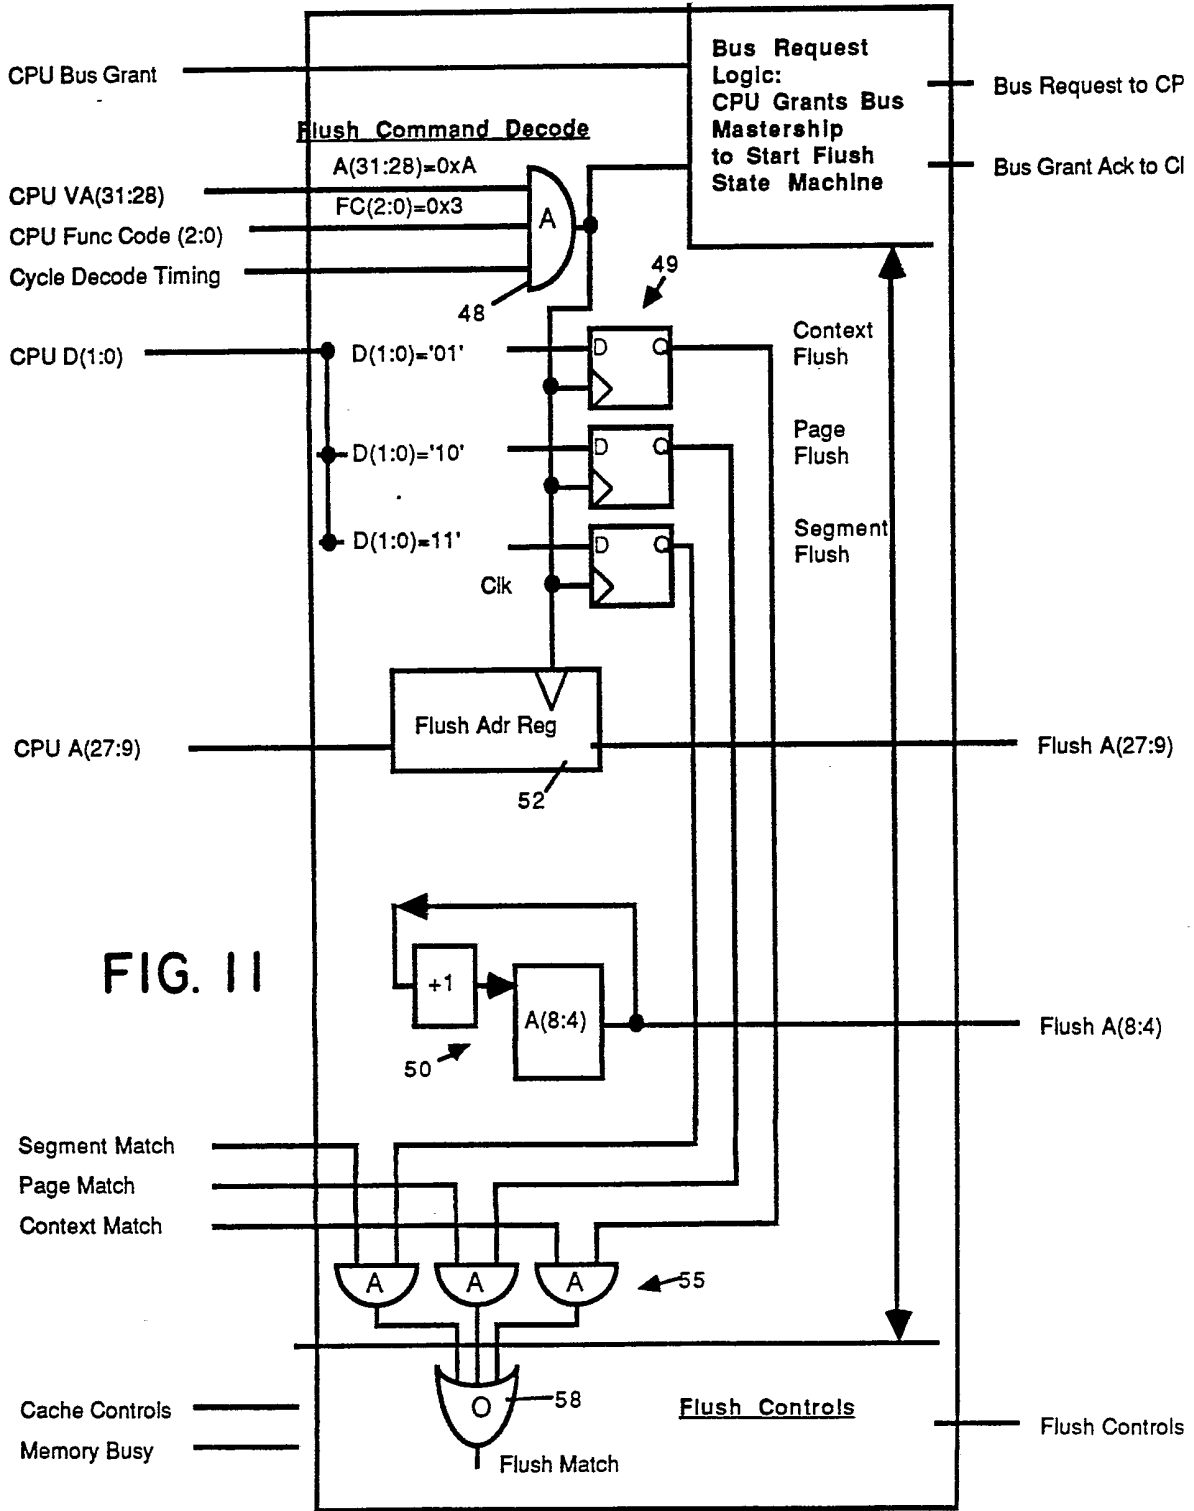 CPU Bus Grant
Bus Request
Logic:
CPU Grants Bus
Mastership
to Start Flush
State Machine
Bus Request to CP
Bus Grant Ack to CI
Flush Command Decode
A(31:28)=0xA
CPU VA(31:28)
FC(2:0)=0x3
A
CPU Func Code (2:0)
Cycle Decode Timing
48
49
CPU D(1:0)
D(1:0)='01'
D Q
Context
Flush
D(1:0)='10'
D Q
Page
Flush
D(1:0)=11'
D Q
Segment
Flush
Clk
Flush Adr Reg
CPU A(27:9)
Flush A(27:9)
52
FIG. 11
+1
A(8:4)
Flush A(8:4)
50
Segment Match
Page Match
Context Match
A A A
55
58
O
Cache Controls
Flush Controls
Flush Controls
Memory Busy
Flush Match